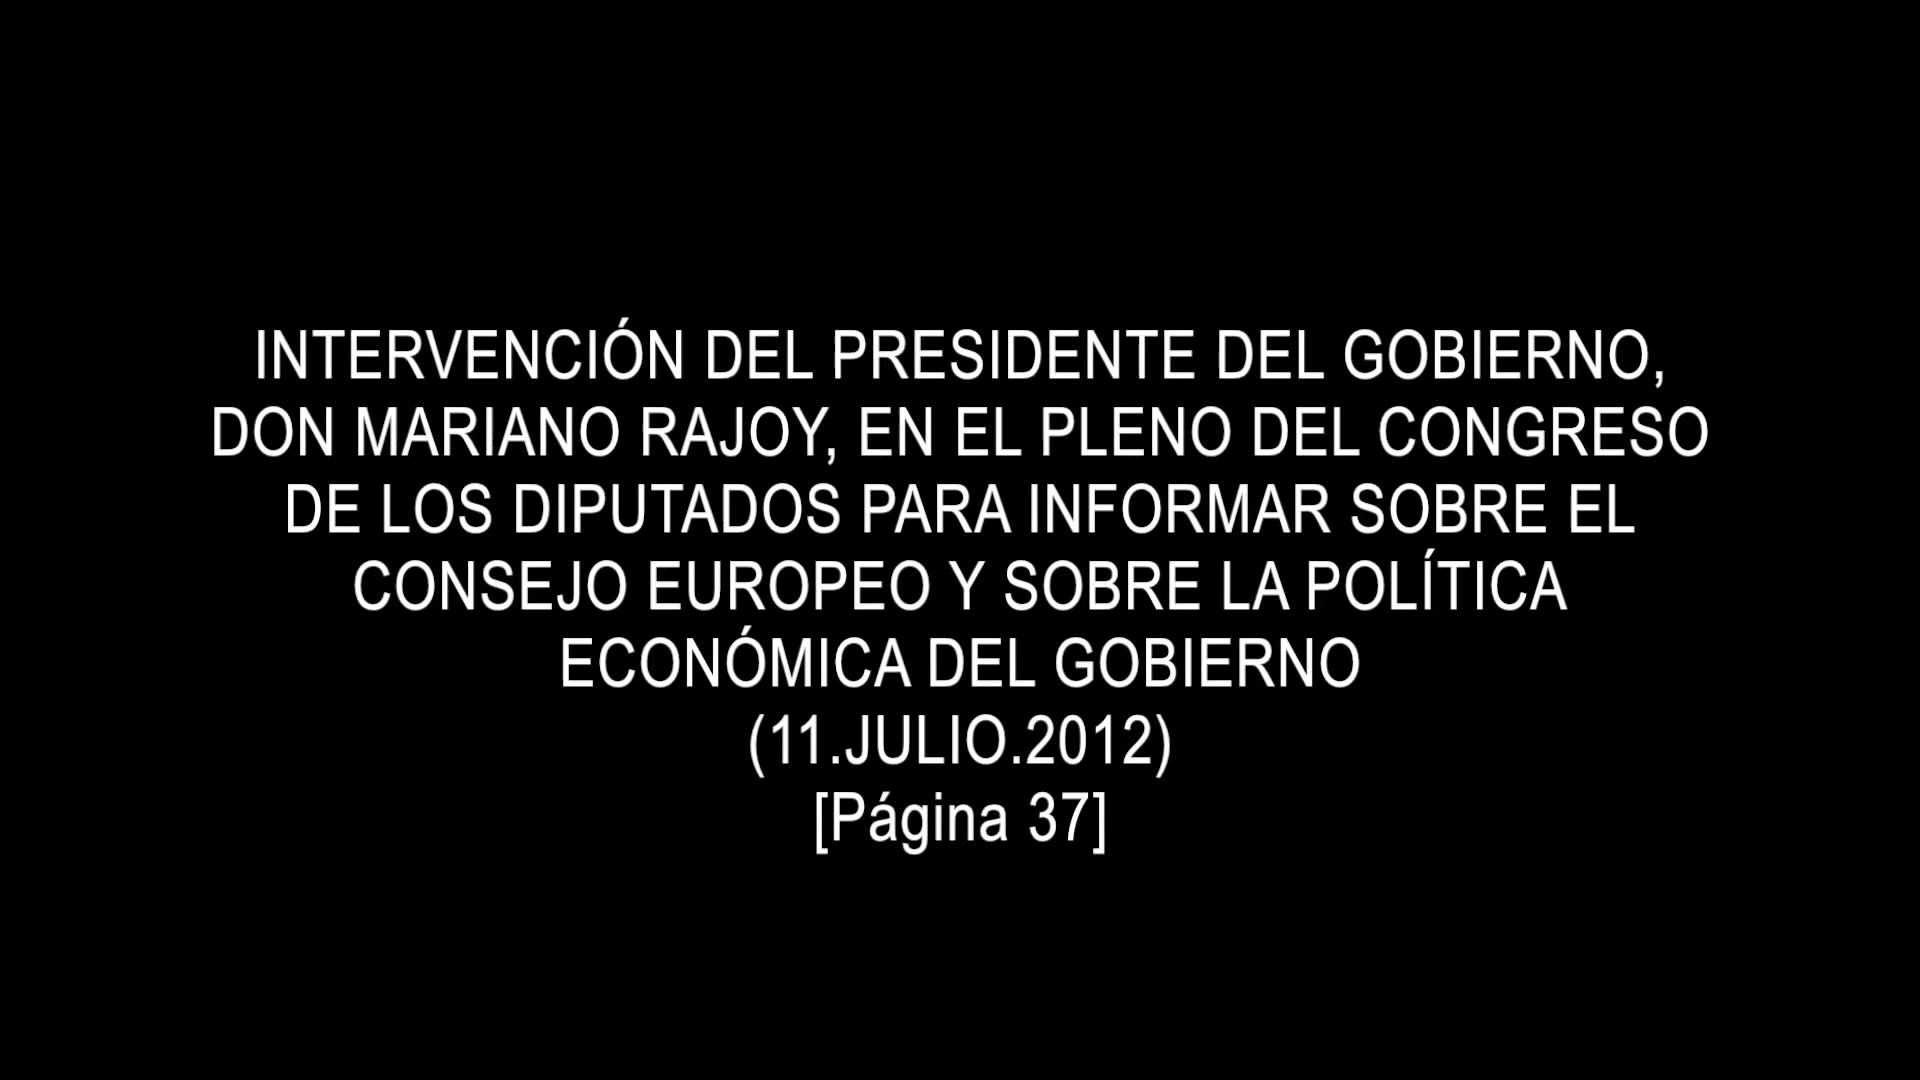 INTERVENCIÓN DEL PRESIDENTE DEL GOBIERNO,
DON MARIANO RAJOY, EN EL PLENO DEL CONGRESO
DE LOS DIPUTADOS PARA INFORMAR SOBRE EL
CONSEJO EUROPEO Y SOBRE LA POLÍTICA
ECONÓMICA DEL GOBIERNO
(11.JULIO.2012)
[Página 37]